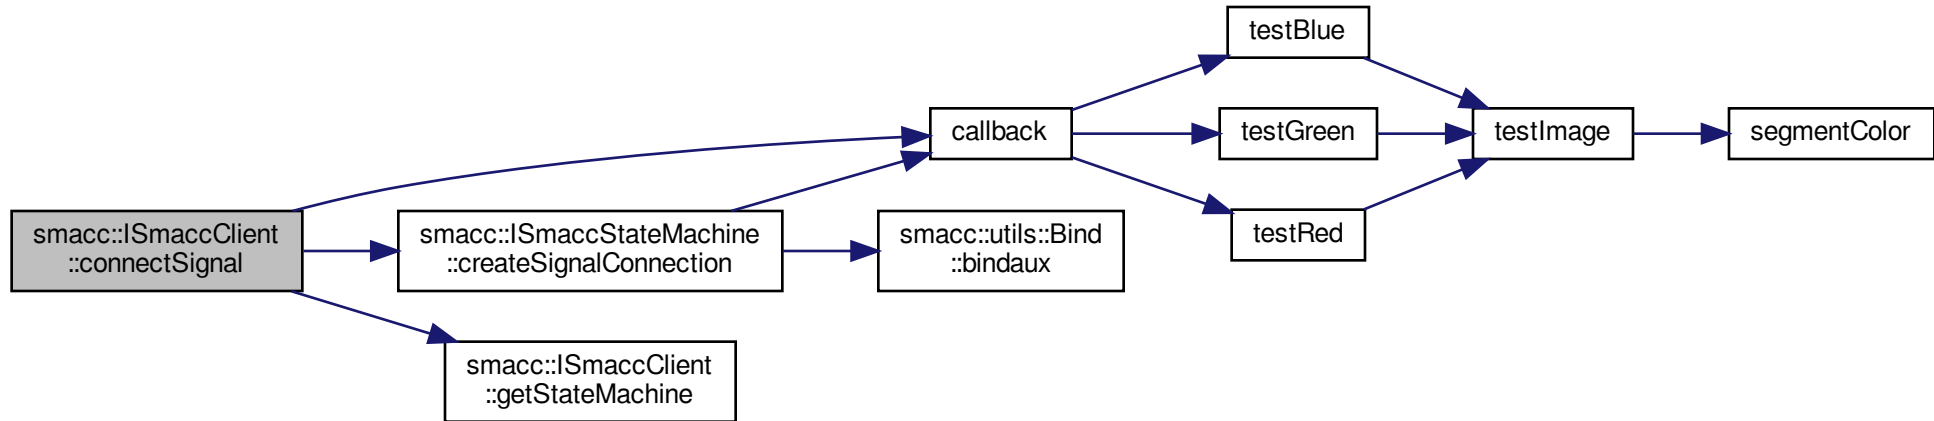 smacc::ISmaccClient
::connectSignal
smacc::ISmaccStateMachine
::createSignalConnection
smacc::ISmaccClient
::getStateMachine
callback
smacc::utils::Bind
::bindaux
testBlue
testGreen
testRed
testImage
segmentColor